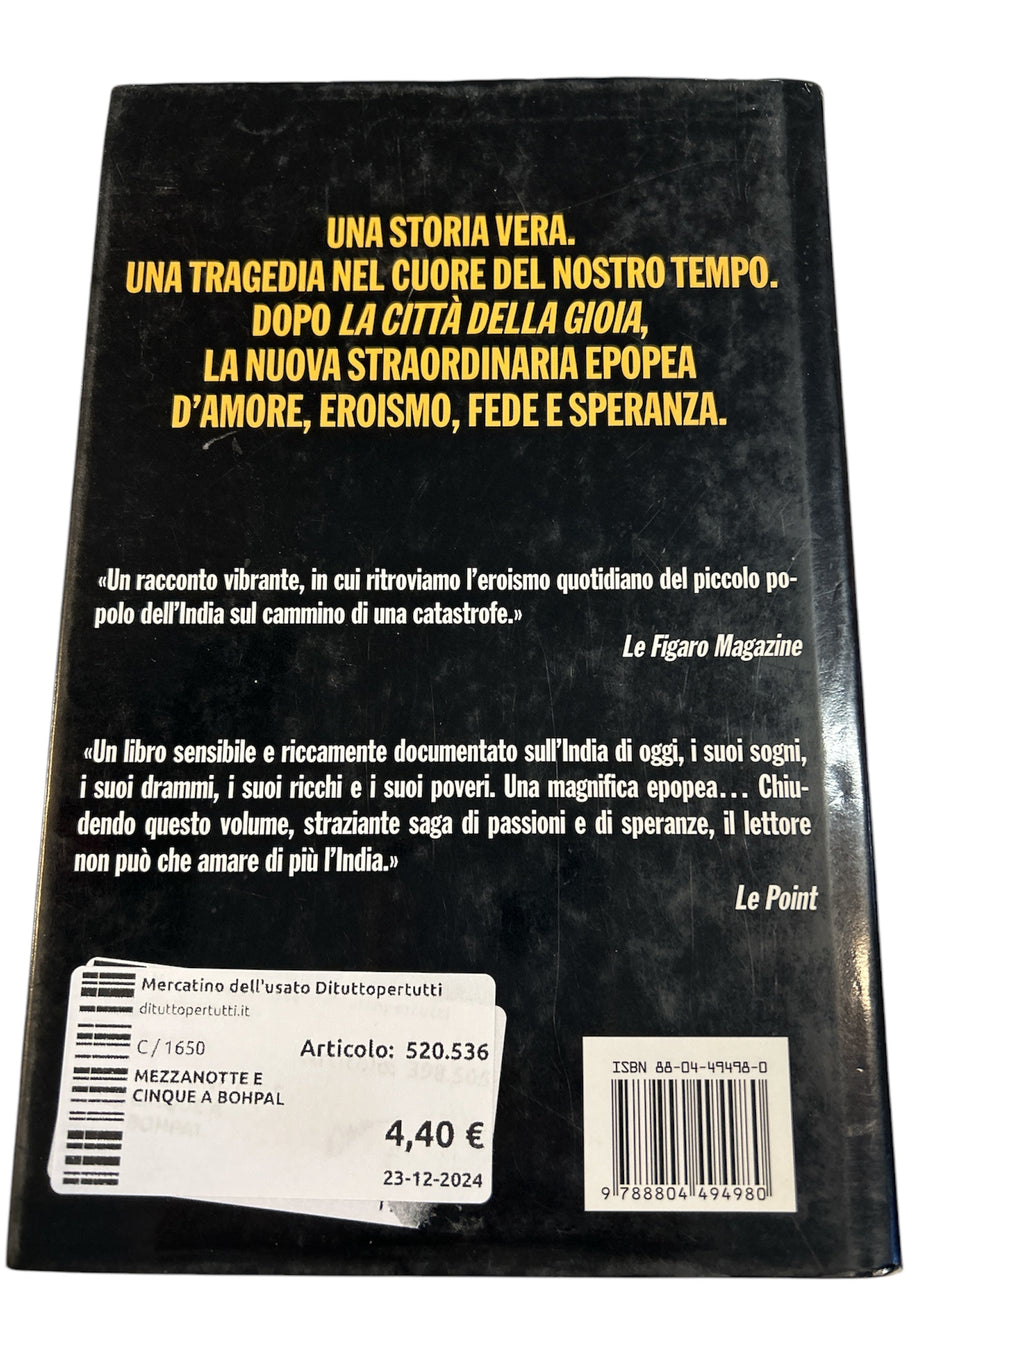 UNA STORIA VERA.
UNA TRAGEDIA NEL CUORE DEL NOSTRO TEMPO.
DOPO LA CITTÀ DELLA GIOIA,
LA NUOVA STRAORDINARIA EPOPEA
D'AMORE, EROISMO, FEDE E SPERANZA.
«Un racconto vibrante, in cui ritroviamo l'eroismo quotidiano del piccolo po-
polo dell'India sul cammino di una catastrofe.»
Le Figaro Magazine
«Un libro sensibile e riccamente documentato sull'India di oggi, i suoi sogni,
i suoi drammi, i suoi ricchi e i suoi poveri. Una magnifica epopea... Chiu-
dendo questo volume, straziante saga di passioni e di speranze, il lettore
non può che amare di più l'India.»
Le Point
Mercatino dell'usato Dituttopertutti
dituttopertutti.it
C/1650
Articolo: 520.536
MEZZANOTTE E
CINQUE A BOHPAL
4,40 €
23-12-2024
ISBN 88-04-49498-0
9 788804 494980